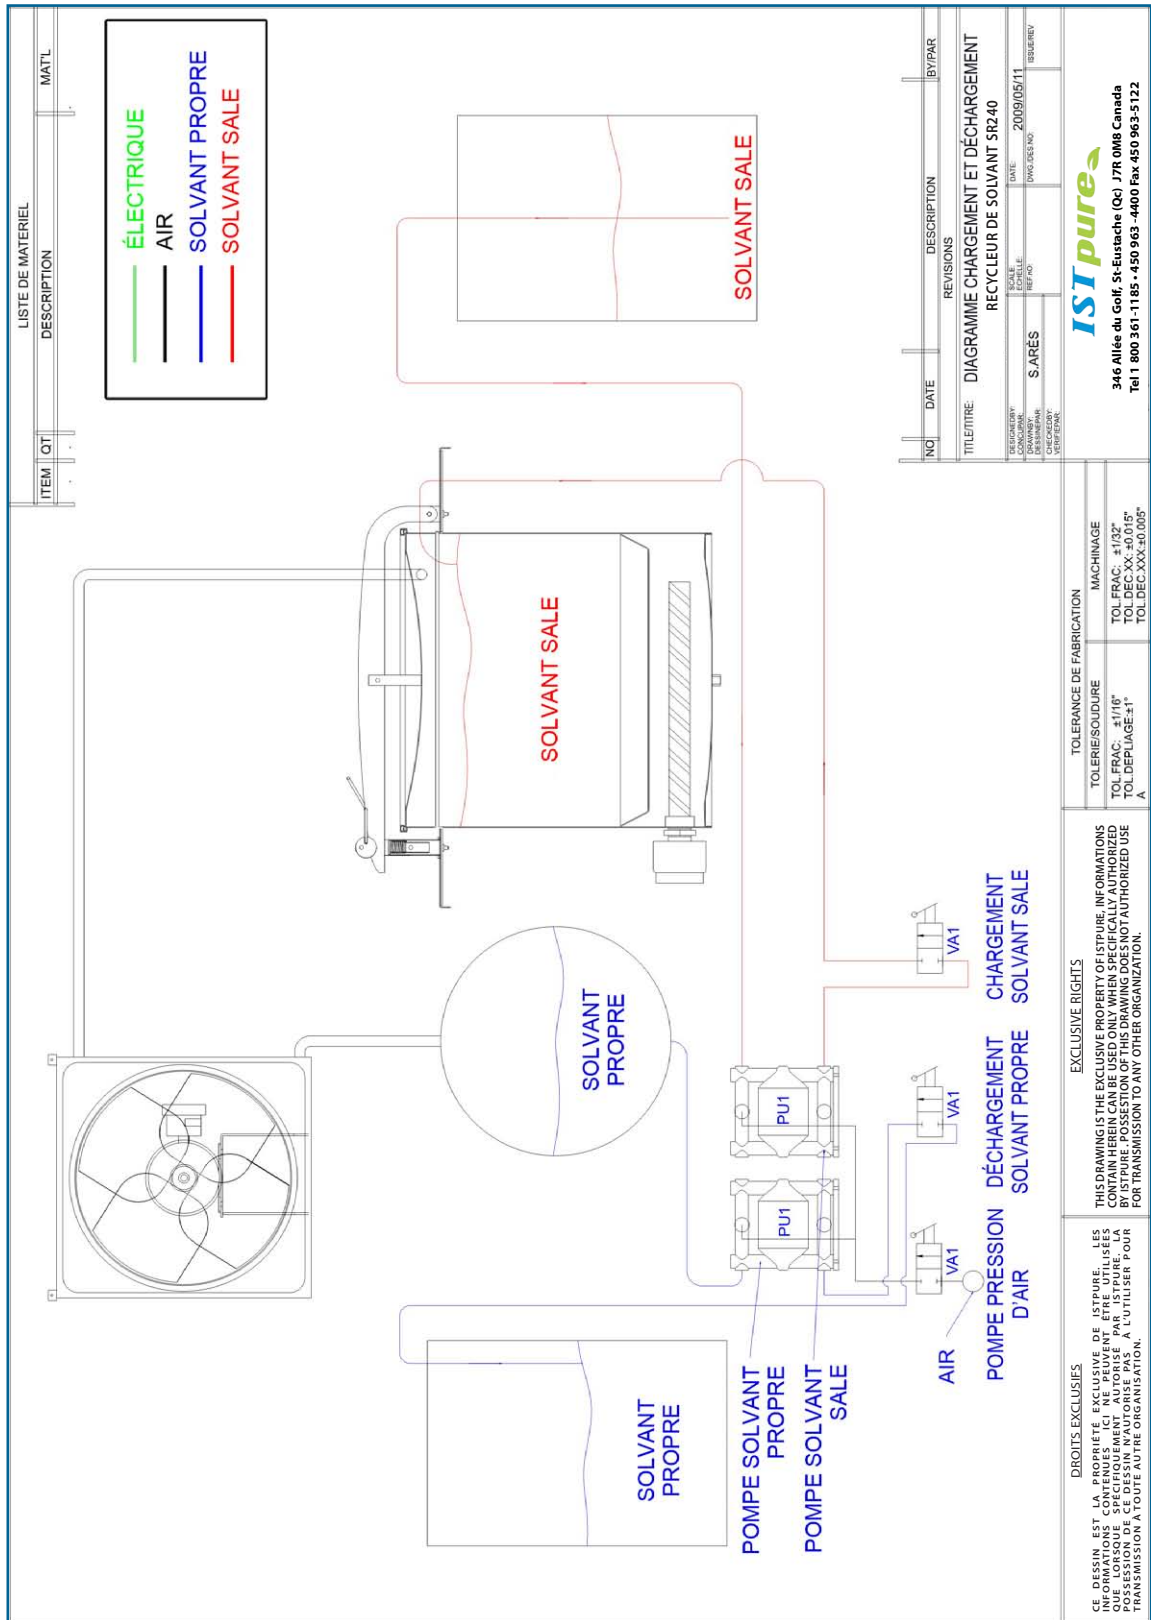 LISTE DE MATERIEL
ITEM QT DESCRIPTION MAT'L
ÉLECTRIQUE
AIR
SOLVANT PROPRE
SOLVANT SALE
SOLVANT SALE
SOLVANT SALE
SOLVANT
PROPRE
SOLVANT
PROPRE
PU1
PU1
POMPE SOLVANT
PROPRE
POMPE SOLVANT
SALE
VA1
VA1
VA1
AIR
POMPE PRESSION
D'AIR
DÉCHARGEMENT
SOLVANT PROPRE
CHARGEMENT
SOLVANT SALE
NO DATE DESCRIPTION BY/PAR
REVISIONS
TITLE/TITRE: DIAGRAMME CHARGEMENT ET DÉCHARGEMENT
RECYCLEUR DE SOLVANT SR240
DESIGNEDBY:
CONCUPAR:
SCALE:
ECHELLE:
DATE: 2009/05/11
DRAWNBY:
DESSINEPAR: S.ARÈS
REF.NO:
DWG./DES.NO:
ISSUE/REV
CHECKEDBY:
VERIFIEPAR:
IST pure
346 Allée du Golf, St-Eustache (Qc) J7R 0M8 Canada
Tel 1 800 361-1185 • 450 963-4400 Fax 450 963-5122
TOLERANCE DE FABRICATION
TOLERIE/SOUDURE
TOL.FRAC: ±1/16"
TOL.DEPLIAGE:±1°
A
MACHINAGE
TOL.FRAC: ±1/32"
TOL.DEC.XX: ±0.015"
TOL.DEC.XXX:±0.005"
EXCLUSIVE RIGHTS
THIS DRAWING IS THE EXCLUSIVE PROPERTY OF ISTPURE, INFORMATIONS
CONTAIN HEREIN CAN BE USED ONLY WHEN SPECIFICALLY AUTHORIZED
BY ISTPURE. POSSESTION OF THIS DRAWING DOES NOT AUTHORIZED USE
FOR TRANSMISSION TO ANY OTHER ORGANIZATION.
DROITS EXCLUSIFS
CE DESSIN EST LA PROPRIÉTÉ EXCLUSIVE DE ISTPURE. LES
INFORMATIONS CONTENUES ICI NE PEUVENT ÊTRE UTILISÉES
QUE LORSQUE SPÉCIFIQUEMENT AUTORISÉ PAR ISTPURE. LA
POSSESSION DE CE DESSIN N'AUTORISE PAS À L'UTILISER POUR
TRANSMISSION À TOUTE AUTRE ORGANISATION.